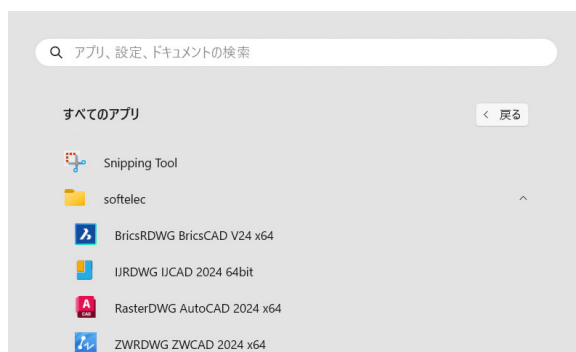 アプリ、設定、ドキュメントの検索
すべてのアプリ
< 戻る
Snipping Tool
softelec
BricsRDWG BricsCAD V24 x64
IJRDWG IJCAD 2024 64bit
A CAD
RasterDWG AutoCAD 2024 x64
ZWRDWG ZWCAD 2024 x64